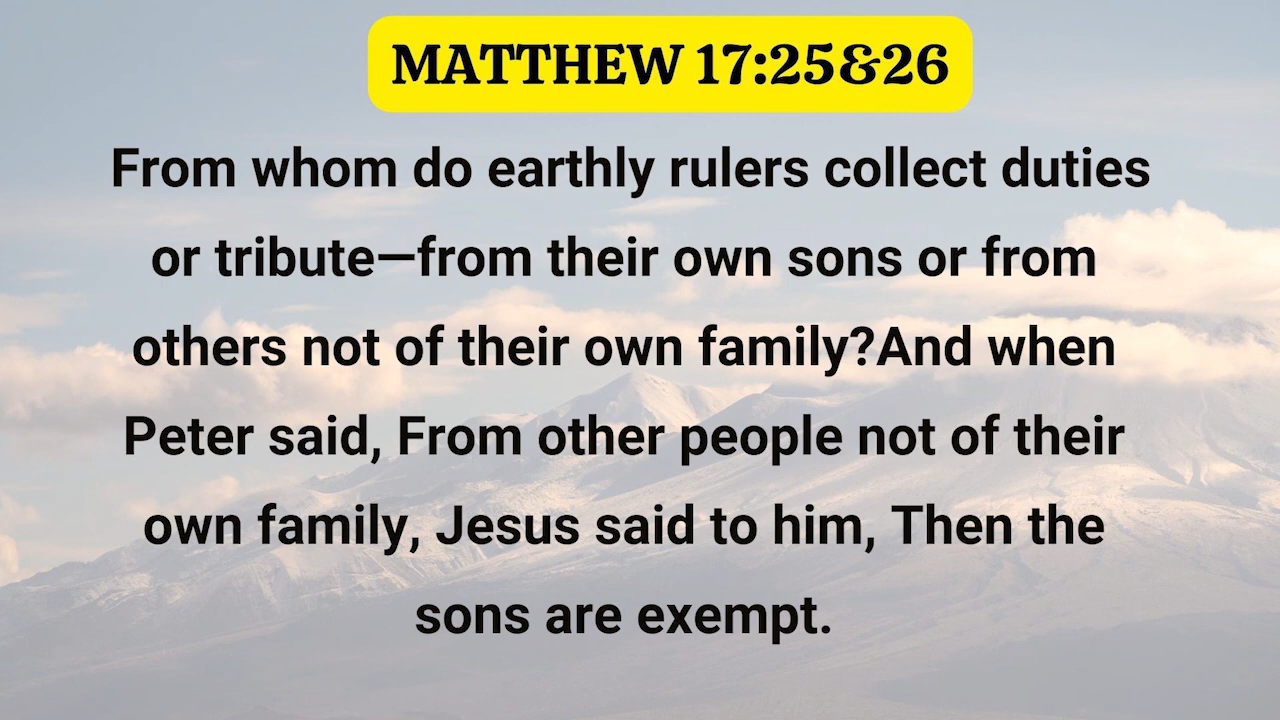 MATTHEW 17:25&26
From whom do earthly rulers collect duties
or tribute—from their own sons or from
others not of their own family?And when
Peter said, From other people not of their
own family, Jesus said to him, Then the
sons are exempt.